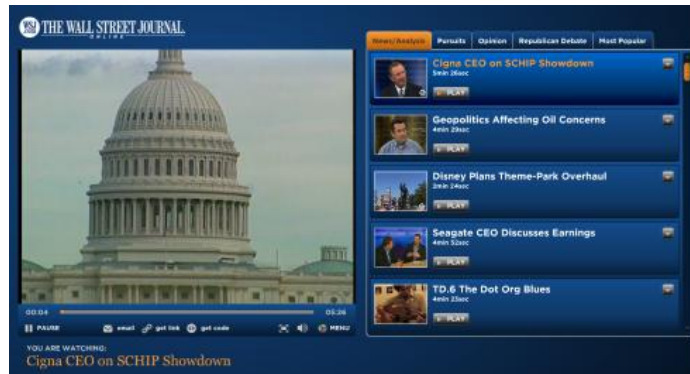 WSJ
THE WALL STREET JOURNAL.
ONLINE
News/Analysis Pursuits Opinion Republican Debate Most Popular
Cigna CEO on SCHIP Showdown
5min 26sec
PLAY
Geopolitics Affecting Oil Concerns
4min 29sec
PLAY
Disney Plans Theme-Park Overhaul
2min 24sec
PLAY
Seagate CEO Discusses Earnings
4min 52sec
PLAY
TD.6 The Dot Org Blues
4min 23sec
PLAY
00:04 05:26
PAUSE email get link get code MENU
YOU ARE WATCHING:
Cigna CEO on SCHIP Showdown